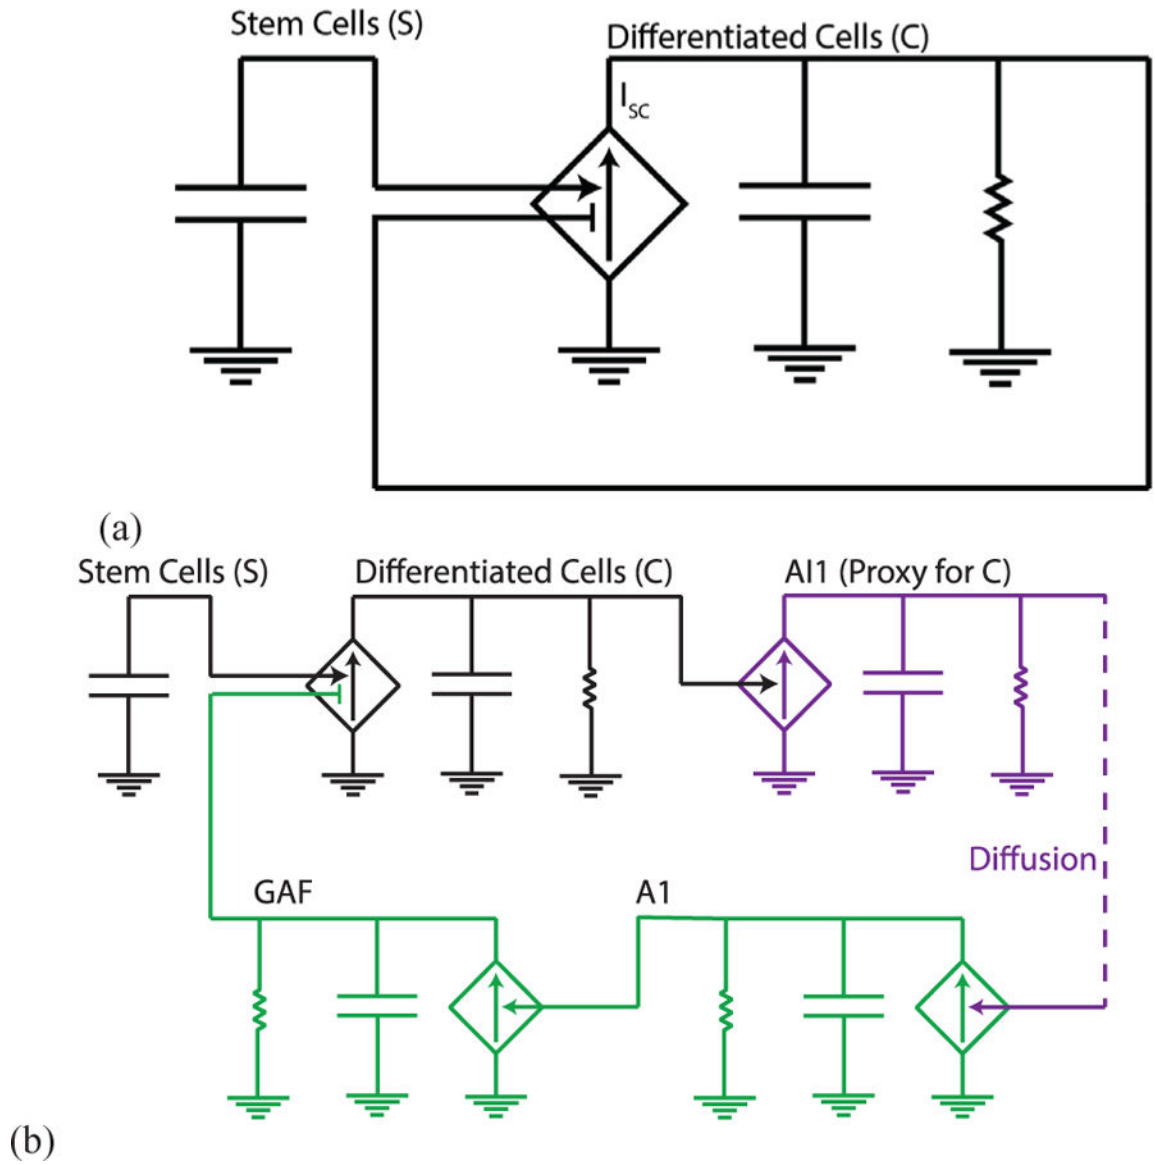 Stem Cells (S)
Differentiated Cells (C)
I_SC
(a)
Stem Cells (S)
Differentiated Cells (C)
AI1 (Proxy for C)
Diffusion
GAF
A1
(b)